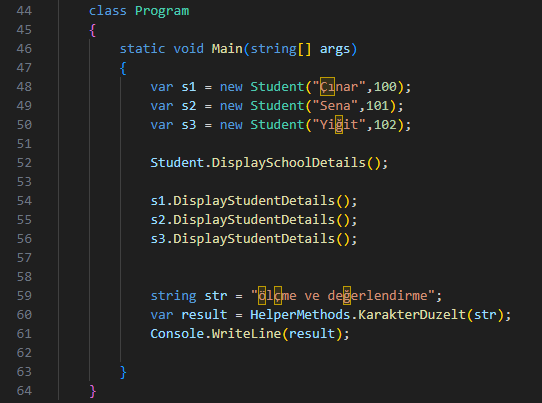 44 class Program
45 {
46 static void Main(string[] args)
47 {
48 var s1 = new Student("Çınar",100);
49 var s2 = new Student("Sena",101);
50 var s3 = new Student("Yiğit",102);
51
52 Student.DisplaySchoolDetails();
53
54 s1.DisplayStudentDetails();
55 s2.DisplayStudentDetails();
56 s3.DisplayStudentDetails();
57
58
59 string str = "ölçme ve değerlendirme";
60 var result = HelperMethods.KarakterDuzelt(str);
61 Console.WriteLine(result);
62
63 }
64 }